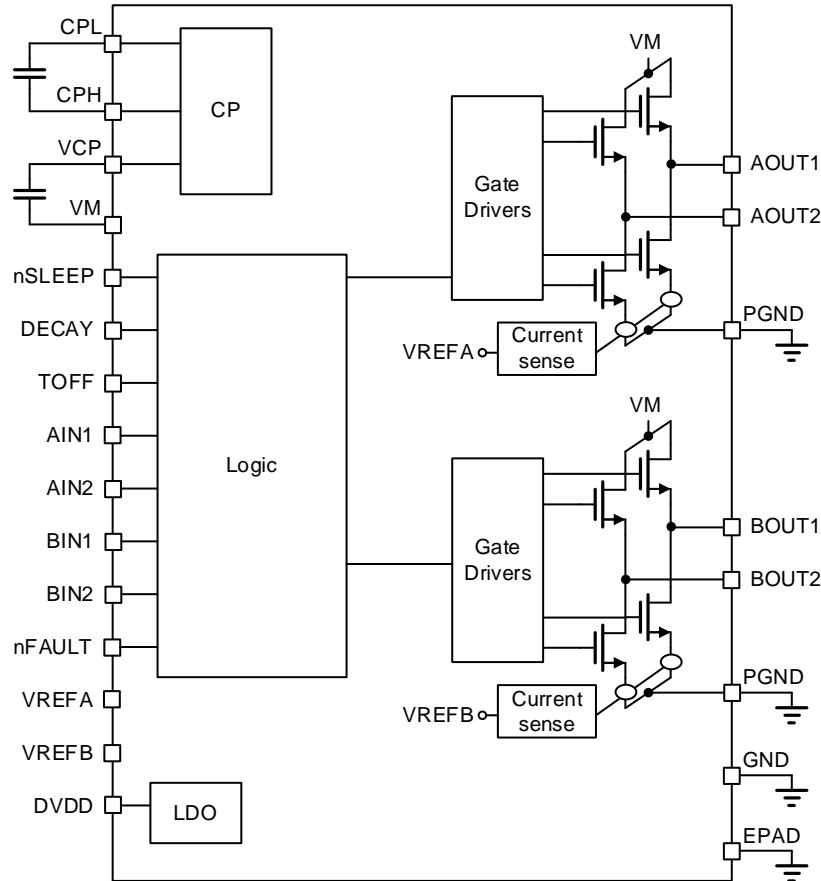 CPL
CPH
VCP
VM
CP
nSLEEP
DECAY
TOFF
AIN1
AIN2
BIN1
BIN2
nFAULT
VREFA
VREFB
DVDD
Logic
LDO
VM
Gate
Drivers
AOUT1
AOUT2
PGND
VREFA
Current
sense
VM
Gate
Drivers
BOUT1
BOUT2
PGND
VREFB
Current
sense
GND
EPAD